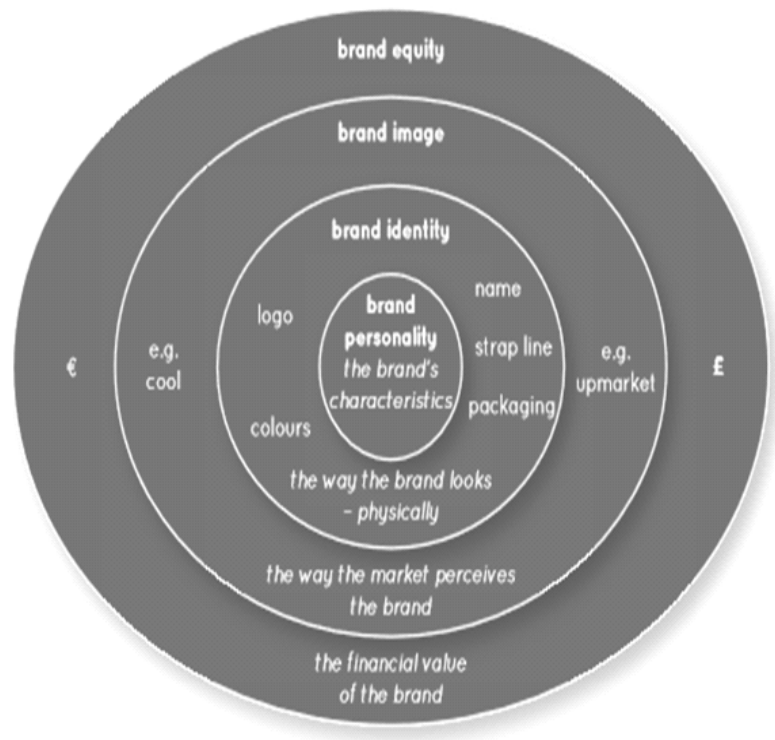 brand equity
brand image
brand identity
brand
personality
the brand's
characteristics
logo
colours
name
strap line
packaging
the way the brand looks
– physically
e.g.
cool
e.g.
upmarket
the way the market perceives
the brand
€
£
the financial value
of the brand